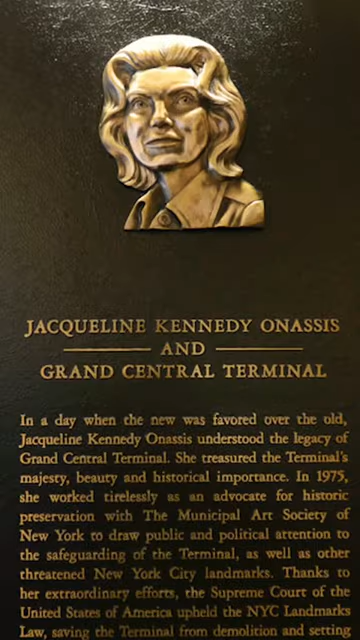 JACQUELINE KENNEDY ONASSIS
AND
GRAND CENTRAL TERMINAL
In a day when the new was favored over the old,
Jacqueline Kennedy Onassis understood the legacy of
Grand Central Terminal. She treasured the Terminal's
majesty, beauty and historical importance. In 1975,
she worked tirelessly as an advocate for historic
preservation with The Municipal Art Society of
New York to draw public and political attention to
the safeguarding of the Terminal, as well as other
threatened New York City landmarks. Thanks to
her extraordinary efforts, the Supreme Court of the
United States of America upheld the NYC Landmarks
Law, saving the Terminal from demolition and setting